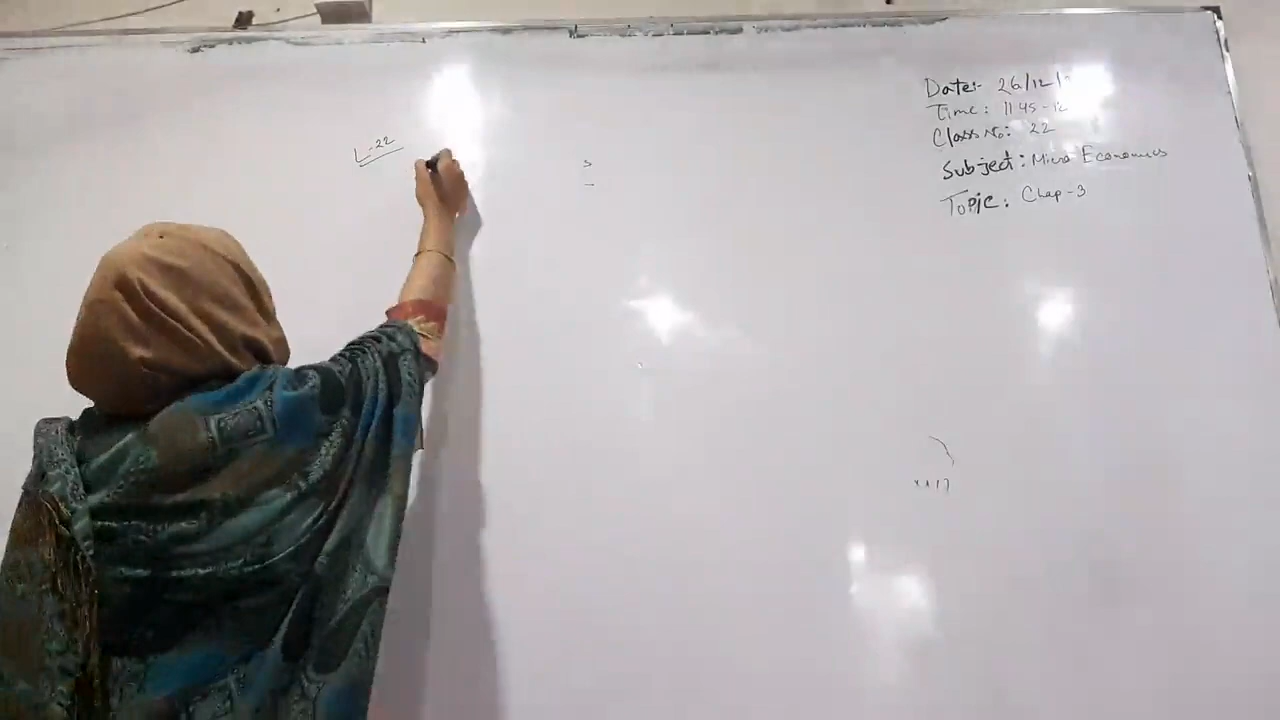 L-22
Date:- 26/12/
Time: 11:45-12
Class No: 22
Subject: Micro Economics
Topic: Chap-3